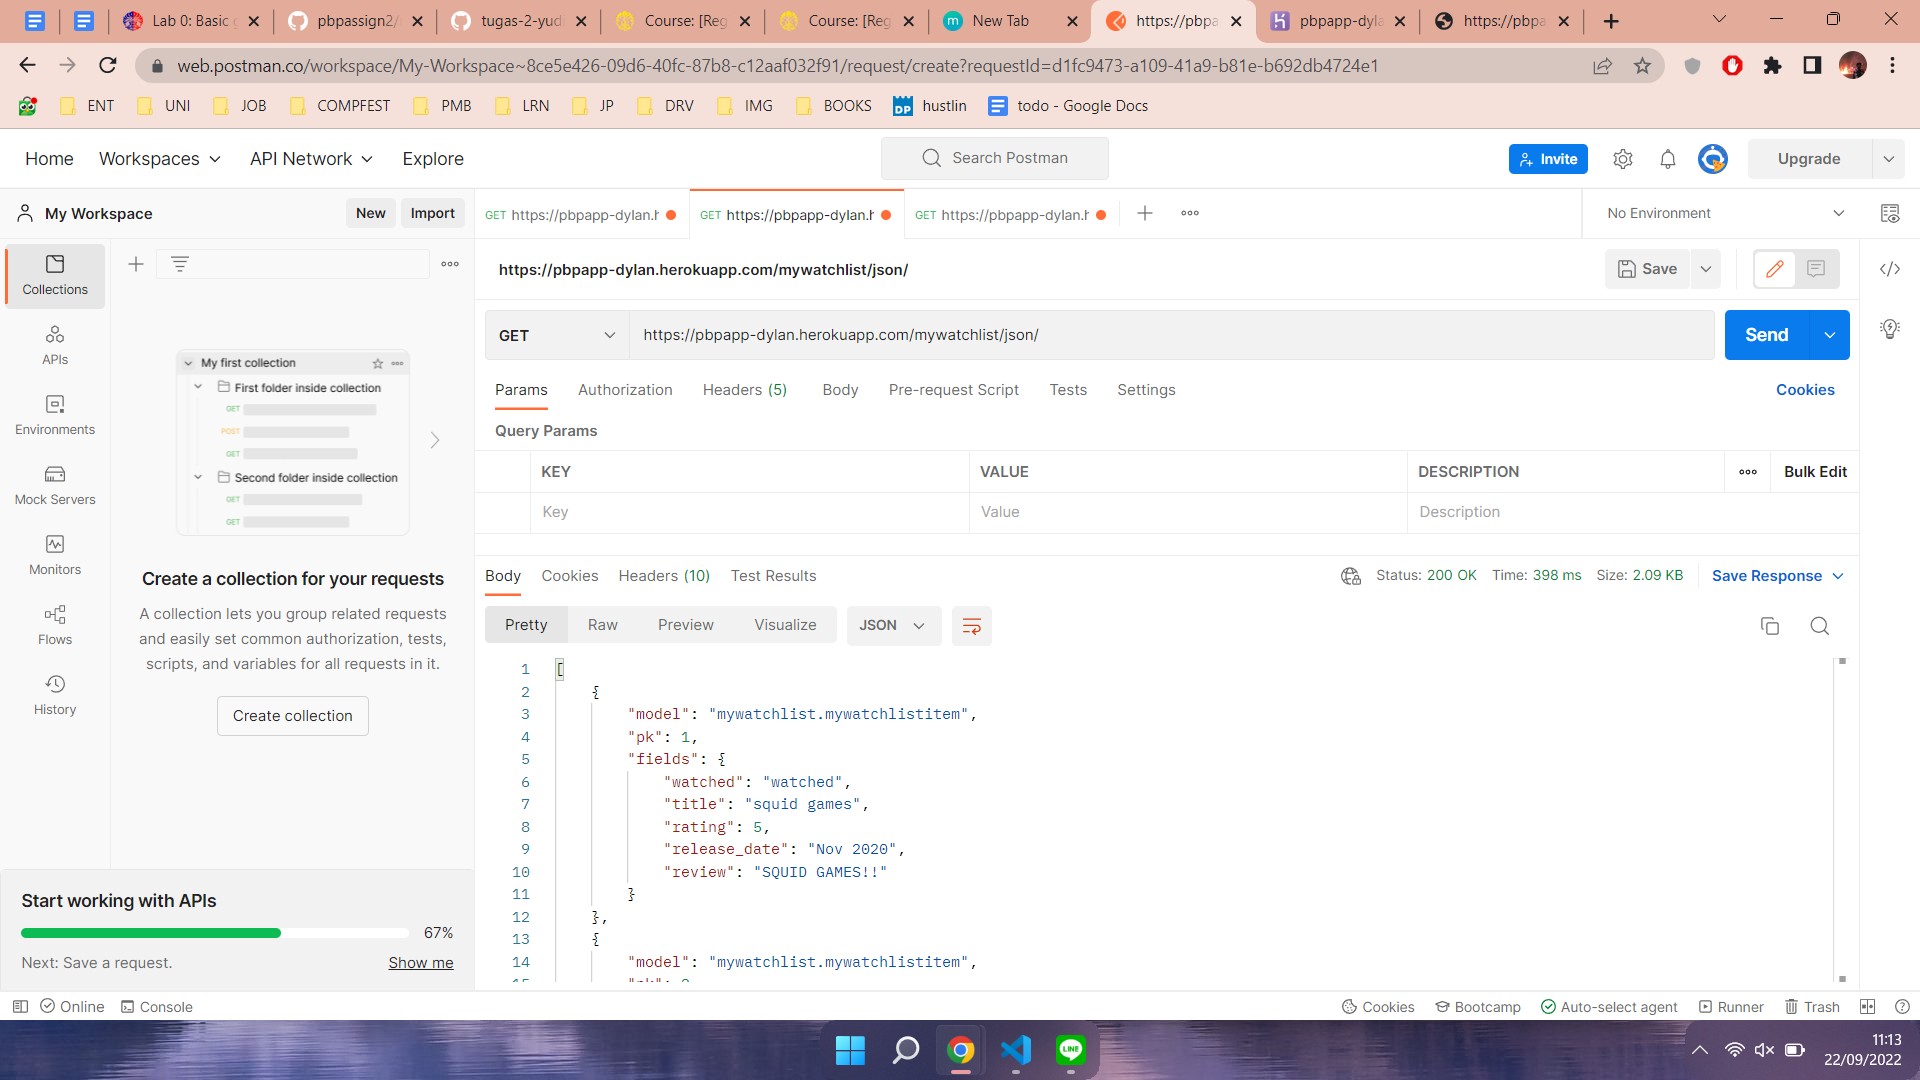 Lab 0: Basic
pbpassign2/
tugas-2-yudi
Course: [Reg
Course: [Reg
New Tab
https://pbpa
pbpapp-dyla
https://pbpa
web.postman.co/workspace/My-Workspace~8ce5e426-09d6-40fc-87b8-c12aaf032f91/request/create?requestId=d1fc9473-a109-41a9-b81e-b692db4724e1
ENT
UNI
JOB
COMPFEST
PMB
LRN
JP
DRV
IMG
BOOKS
DP
hustlin
todo - Google Docs
Home
Workspaces
API Network
Explore
Search Postman
Invite
Upgrade
My Workspace
New
Import
GET https://pbpapp-dylan.h
GET https://pbpapp-dylan.h
GET https://pbpapp-dylan.h
No Environment
Collections
APIs
Environments
Mock Servers
Monitors
Flows
History
My first collection
First folder inside collection
GET
POST
GET
Second folder inside collection
GET
GET
Create a collection for your requests
A collection lets you group related requests
and easily set common authorization, tests,
scripts, and variables for all requests in it.
Create collection
Start working with APIs
67%
Next: Save a request.
Show me
https://pbpapp-dylan.herokuapp.com/mywatchlist/json/
Save
GET
https://pbpapp-dylan.herokuapp.com/mywatchlist/json/
Send
Params
Authorization
Headers (5)
Body
Pre-request Script
Tests
Settings
Cookies
Query Params
KEY
VALUE
DESCRIPTION
Bulk Edit
Key
Value
Description
Body
Cookies
Headers (10)
Test Results
Status: 200 OK
Time: 398 ms
Size: 2.09 KB
Save Response
Pretty
Raw
Preview
Visualize
JSON
1 [
2 {
3 "model": "mywatchlist.mywatchlistitem",
4 "pk": 1,
5 "fields": {
6 "watched": "watched",
7 "title": "squid games",
8 "rating": 5,
9 "release_date": "Nov 2020",
10 "review": "SQUID GAMES!!"
11 }
12 },
13 {
14 "model": "mywatchlist.mywatchlistitem",
Online
Console
Cookies
Bootcamp
Auto-select agent
Runner
Trash
LINE
11:13
22/09/2022